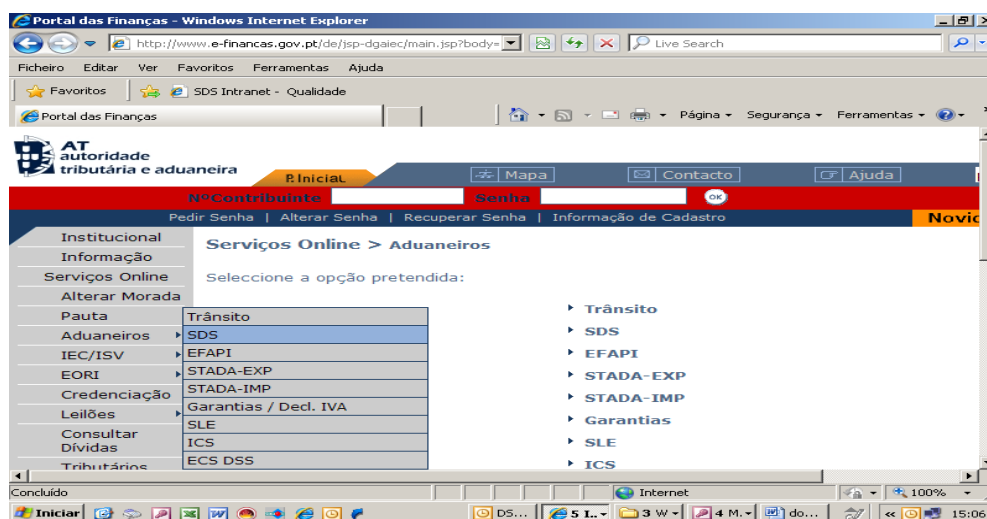 Portal das Finanças - Windows Internet Explorer
http://www.e-financas.gov.pt/de/jsp-dgaiec/main.jsp?body=
Live Search
Ficheiro Editar Ver Favoritos Ferramentas Ajuda
Favoritos SDS Intranet - Qualidade
Portal das Finanças Página Segurança Ferramentas
AT
autoridade
tributária e aduaneira
P.Inicial Mapa Contacto Ajuda
NºContribuinte Senha OK
Pedir Senha | Alterar Senha | Recuperar Senha | Informação de Cadastro
Novic
Institucional
Informação
Serviços Online
Alterar Morada
Pauta
Aduaneiros
IEC/ISV
EORI
Credenciação
Leilões
Consultar
Dívidas
Tributários
Trânsito
SDS
EFAPI
STADA-EXP
STADA-IMP
Garantias / Decl. IVA
SLE
ICS
ECS DSS
Serviços Online > Aduaneiros
Seleccione a opção pretendida:
Trânsito
SDS
EFAPI
STADA-EXP
STADA-IMP
Garantias
SLE
ICS
Concluído Internet 100%
Iniciar DS... 5 I.. 3 W 4 M. do... 15:06